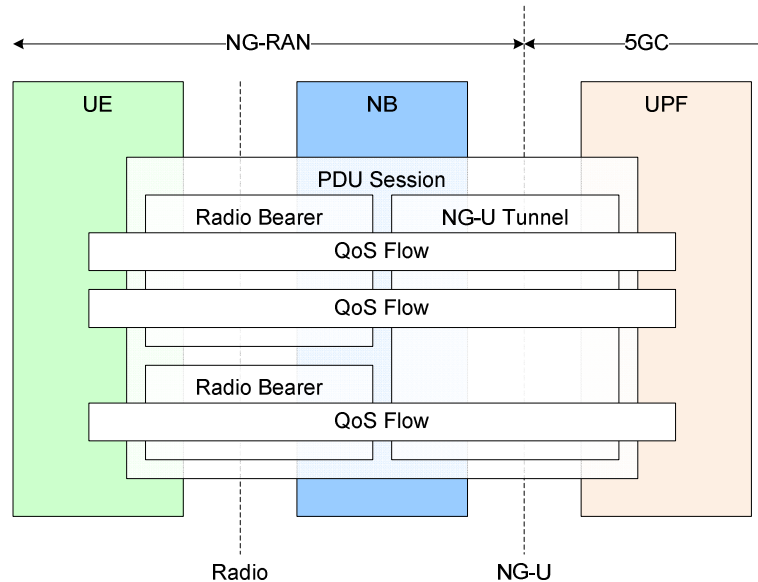 NG-RAN
5GC
UE
NB
UPF
PDU Session
Radio Bearer
NG-U Tunnel
QoS Flow
QoS Flow
Radio Bearer
QoS Flow
Radio
NG-U